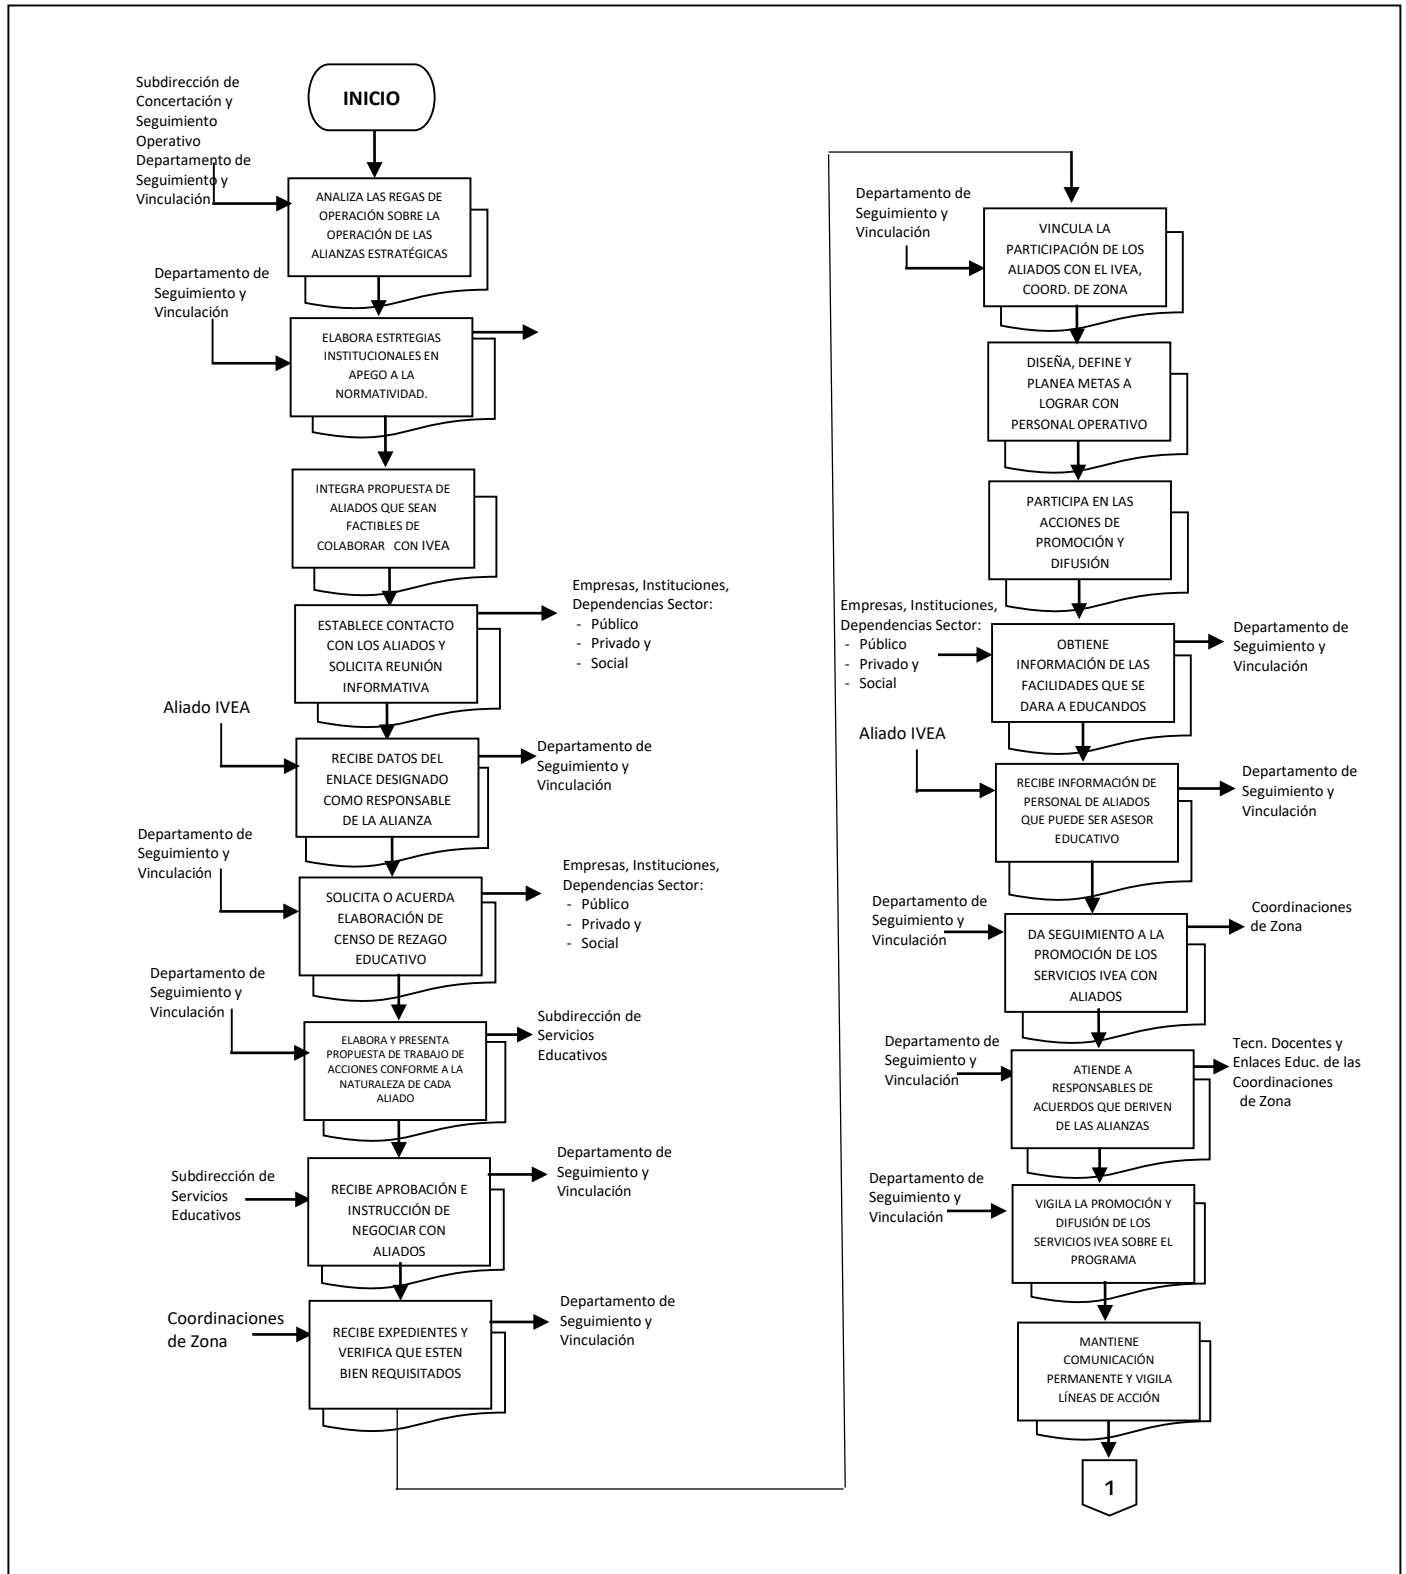 INICIO
Subdirección de
Concertación y
Seguimiento
Operativo
Departamento de
Seguimiento y
Vinculación
ANALIZA LAS REGAS DE
OPERACIÓN SOBRE LA
OPERACIÓN DE LAS
ALIANZAS ESTRATÉGICAS
Departamento de
Seguimiento y
Vinculación
ELABORA ESTRTEGIAS
INSTITUCIONALES EN
APEGO A LA
NORMATIVIDAD.
INTEGRA PROPUESTA DE
ALIADOS QUE SEAN
FACTIBLES DE
COLABORAR CON IVEA
ESTABLECE CONTACTO
CON LOS ALIADOS Y
SOLICITA REUNIÓN
INFORMATIVA
Empresas, Instituciones,
Dependencias Sector:
- Público
- Privado y
- Social
Aliado IVEA
RECIBE DATOS DEL
ENLACE DESIGNADO
COMO RESPONSABLE
DE LA ALIANZA
Departamento de
Seguimiento y
Vinculación
Departamento de
Seguimiento y
Vinculación
SOLICITA O ACUERDA
ELABORACIÓN DE
CENSO DE REZAGO
EDUCATIVO
Empresas, Instituciones,
Dependencias Sector:
- Público
- Privado y
- Social
Departamento de
Seguimiento y
Vinculación
ELABORA Y PRESENTA
PROPUESTA DE TRABAJO DE
ACCIONES CONFORME A LA
NATURALEZA DE CADA
ALIADO
Subdirección de
Servicios
Educativos
Subdirección de
Servicios
Educativos
RECIBE APROBACIÓN E
INSTRUCCIÓN DE
NEGOCIAR CON
ALIADOS
Departamento de
Seguimiento y
Vinculación
Coordinaciones
de Zona
RECIBE EXPEDIENTES Y
VERIFICA QUE ESTEN
BIEN REQUISITADOS
Departamento de
Seguimiento y
Vinculación
Departamento de
Seguimiento y
Vinculación
VINCULA LA
PARTICIPACIÓN DE LOS
ALIADOS CON EL IVEA,
COORD. DE ZONA
DISEÑA, DEFINE Y
PLANEA METAS A
LOGRAR CON
PERSONAL OPERATIVO
PARTICIPA EN LAS
ACCIONES DE
PROMOCIÓN Y
DIFUSIÓN
Empresas, Instituciones,
Dependencias Sector:
- Público
- Privado y
- Social
OBTIENE
INFORMACIÓN DE LAS
FACILIDADES QUE SE
DARA A EDUCANDOS
Departamento de
Seguimiento y
Vinculación
Aliado IVEA
RECIBE INFORMACIÓN DE
PERSONAL DE ALIADOS
QUE PUEDE SER ASESOR
EDUCATIVO
Departamento de
Seguimiento y
Vinculación
Departamento de
Seguimiento y
Vinculación
DA SEGUIMIENTO A LA
PROMOCIÓN DE LOS
SERVICIOS IVEA CON
ALIADOS
Coordinaciones
de Zona
Departamento de
Seguimiento y
Vinculación
ATIENDE A
RESPONSABLES DE
ACUERDOS QUE DERIVEN
DE LAS ALIANZAS
Tecn. Docentes y
Enlaces Educ. de las
Coordinaciones
de Zona
Departamento de
Seguimiento y
Vinculación
VIGILA LA PROMOCIÓN Y
DIFUSIÓN DE LOS
SERVICIOS IVEA SOBRE EL
PROGRAMA
MANTIENE
COMUNICACIÓN
PERMANENTE Y VIGILA
LÍNEAS DE ACCIÓN
1